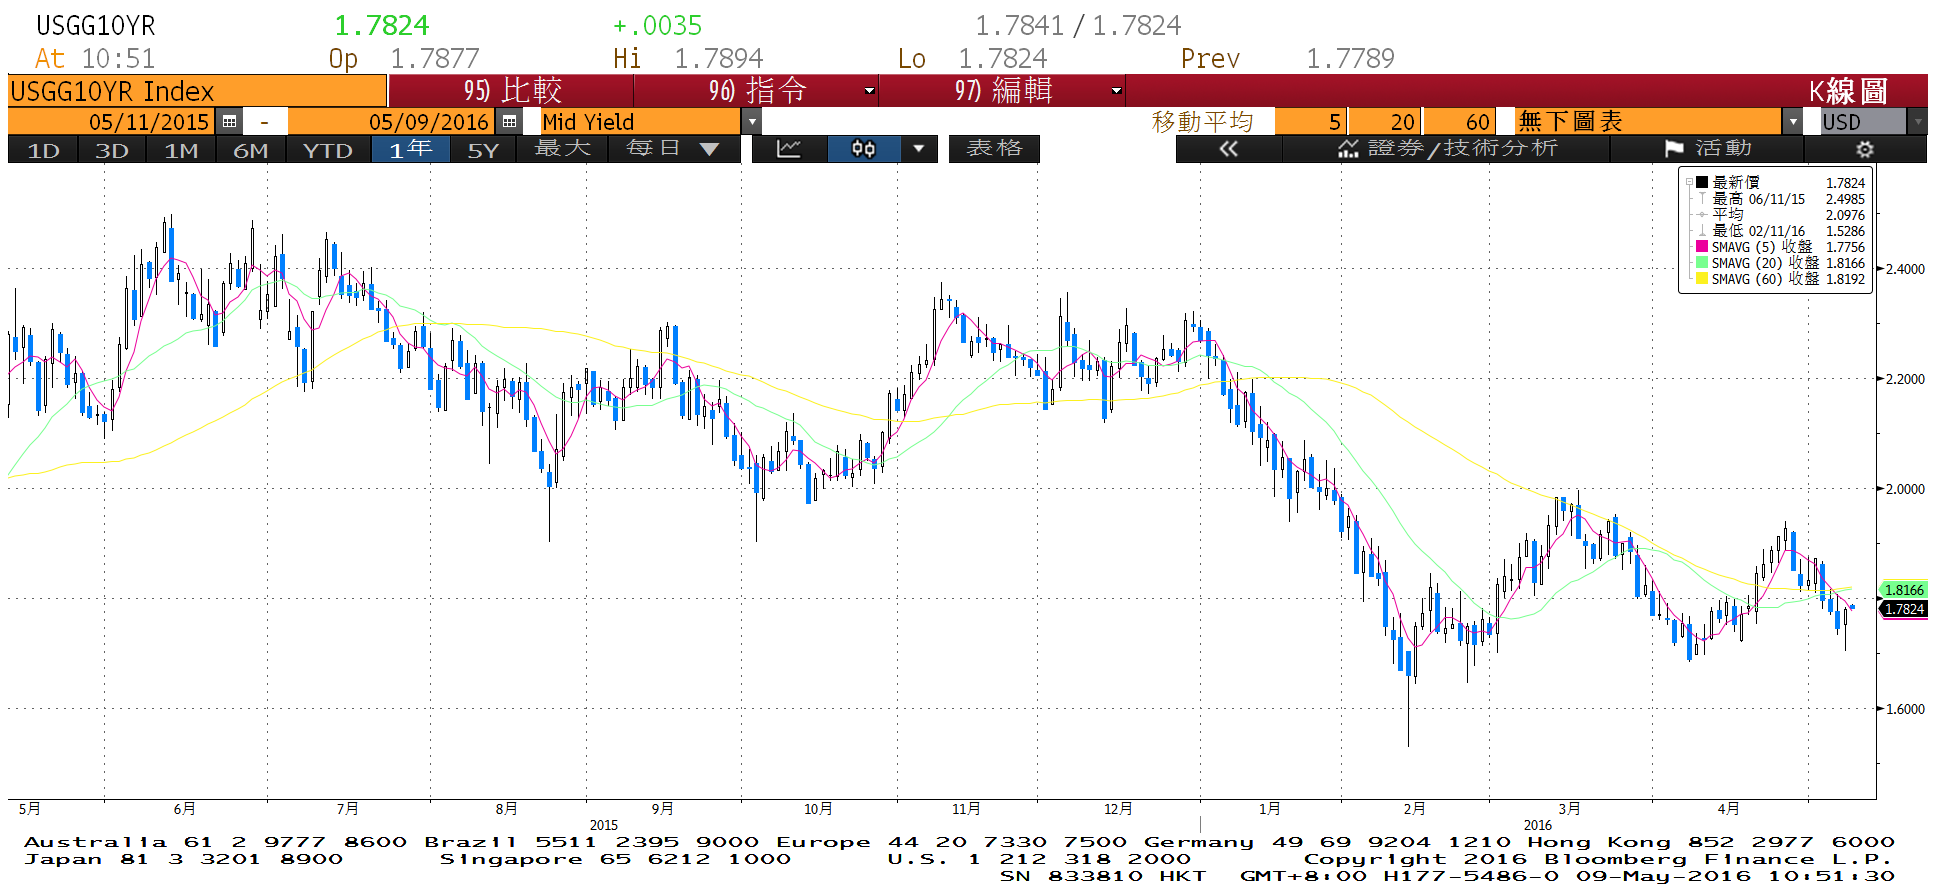 USGG10YR 1.7824 +.0035 1.7841 / 1.7824
At 10:51 Op 1.7877 Hi 1.7894 Lo 1.7824 Prev 1.7789
USGG10YR Index 95) 比較 96) 指令 97) 編輯 K線圖
05/11/2015 - 05/09/2016 Mid Yield 移動平均 5 20 60 無下圖表 USD
1D 3D 1M 6M YTD 1年 5Y 最大 每日 表格 證券/技術分析 活動
最新價 1.7824
最高 06/11/15 2.4985
平均 2.0976
最低 02/11/16 1.5286
SMAVG (5) 收盤 1.7756
SMAVG (20) 收盤 1.8166
SMAVG (60) 收盤 1.8192
2.4000
2.2000
2.0000
1.8166
1.7824
1.6000
5月 6月 7月 8月 9月 10月 11月 12月 1月 2月 3月 4月
2015 2016
Australia 61 2 9777 8600 Brazil 5511 2395 9000 Europe 44 20 7330 7500 Germany 49 69 9204 1210 Hong Kong 852 2977 6000
Japan 81 3 3201 8900 Singapore 65 6212 1000 U.S. 1 212 318 2000 Copyright 2016 Bloomberg Finance L.P.
SN 833810 HKT GMT+8:00 H177-5486-0 09-May-2016 10:51:30